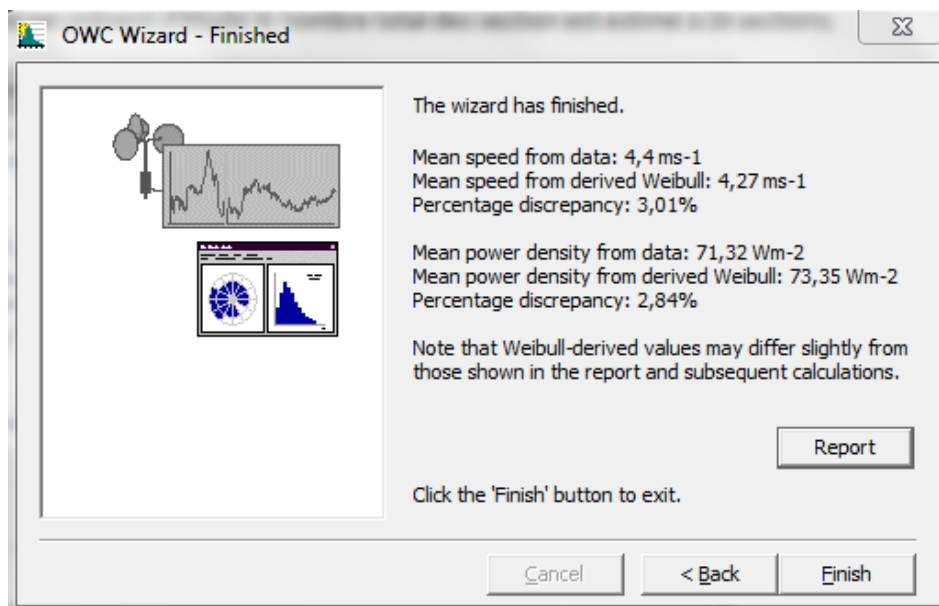 OWC Wizard - Finished
The wizard has finished.
Mean speed from data: 4,4 ms-1
Mean speed from derived Weibull: 4,27 ms-1
Percentage discrepancy: 3,01%
Mean power density from data: 71,32 Wm-2
Mean power density from derived Weibull: 73,35 Wm-2
Percentage discrepancy: 2,84%
Note that Weibull-derived values may differ slightly from
those shown in the report and subsequent calculations.
Report
Click the 'Finish' button to exit.
Cancel
< Back
Finish